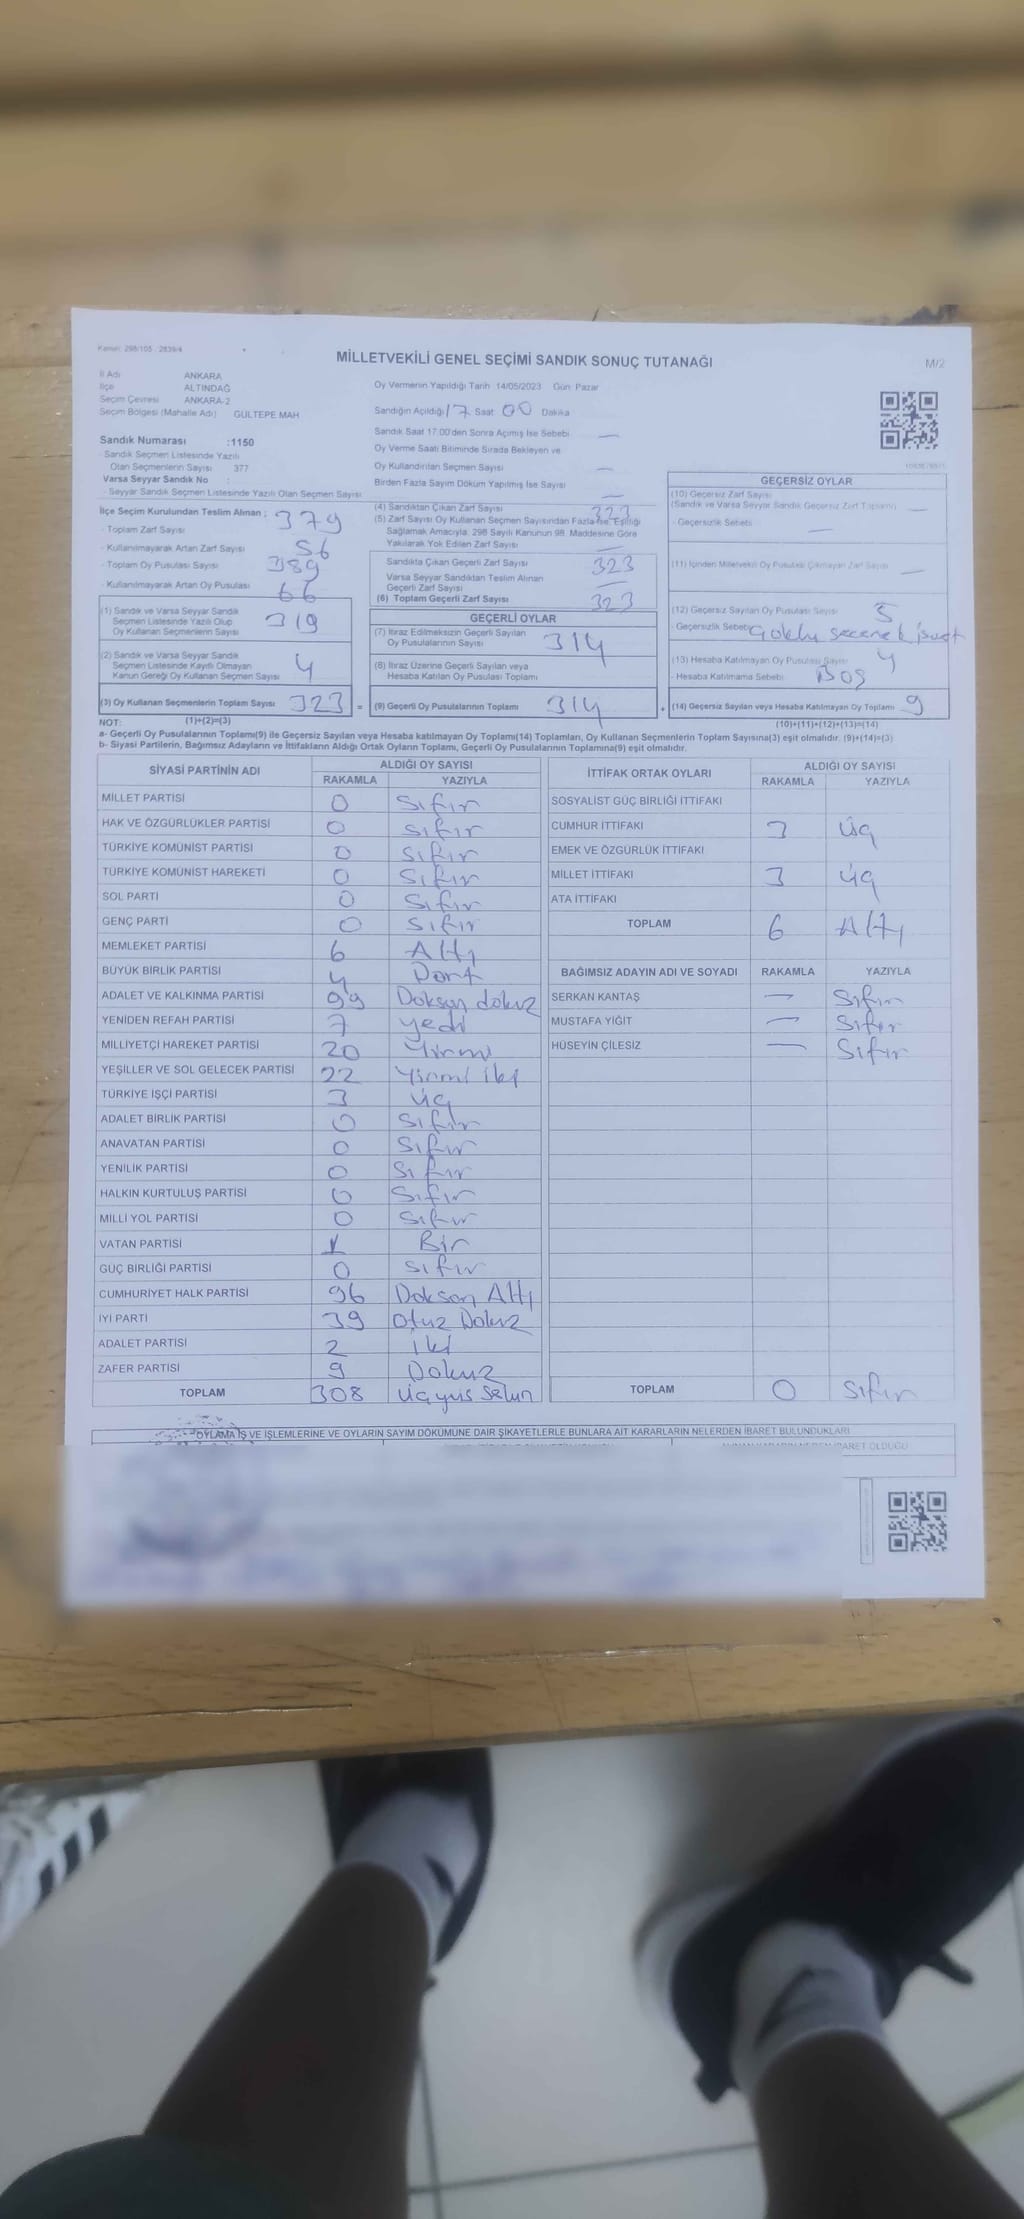 Kanun: 298/105 , 2839/4
MİLLETVEKİLİ GENEL SEÇİMİ SANDIK SONUÇ TUTANAĞI
M/2
İl Adı ANKARA
İlçe ALTINDAĞ
Seçim Çevresi ANKARA-2
Seçim Bölgesi (Mahalle Adı) GÜLTEPE MAH
Sandık Numarası :1150
- Sandık Seçmen Listesinde Yazılı
Olan Seçmenlerin Sayısı 377
Varsa Seyyar Sandık No :
- Seyyar Sandık Seçmen Listesinde Yazılı Olan Seçmen Sayısı
Oy Vermenin Yapıldığı Tarih 14/05/2023 Gün Pazar
Sandığın Açıldığı 17 Saat 00 Dakika
Sandık Saat 17:00'den Sonra Açılmış İse Sebebi —
Oy Verme Saati Bitiminde Sırada Bekleyen ve
Oy Kullandırılan Seçmen Sayısı —
Birden Fazla Sayım Döküm Yapılmış İse Sayısı —
İlçe Seçim Kurulundan Teslim Alınan ;
- Toplam Zarf Sayısı 379
- Kullanılmayarak Artan Zarf Sayısı 56
- Toplam Oy Pusulası Sayısı 389
- Kullanılmayarak Artan Oy Pusulası 66
(1) Sandık ve Varsa Seyyar Sandık
Seçmen Listesinde Yazılı Olup
Oy Kullanan Seçmenlerin Sayısı 319
(2) Sandık ve Varsa Seyyar Sandık
Seçmen Listesinde Kayıtlı Olmayan
Kanun Gereği Oy Kullanan Seçmen Sayısı 4
(3) Oy Kullanan Seçmenlerin Toplam Sayısı 323 =
(4) Sandıktan Çıkan Zarf Sayısı 323
(5) Zarf Sayısı Oy Kullanan Seçmen Sayısından Fazla İse, Eşitliği
Sağlamak Amacıyla, 298 Sayılı Kanunun 98. Maddesine Göre
Yakılarak Yok Edilen Zarf Sayısı —
Sandıkta Çıkan Geçerli Zarf Sayısı 323
Varsa Seyyar Sandıktan Teslim Alınan
Geçerli Zarf Sayısı —
(6) Toplam Geçerli Zarf Sayısı 323
GEÇERLİ OYLAR
(7) İtiraz Edilmeksizin Geçerli Sayılan
Oy Pusulalarının Sayısı 314
(8) İtiraz Üzerine Geçerli Sayılan veya
Hesaba Katılan Oy Pusulası Toplamı
(9) Geçerli Oy Pusulalarının Toplamı 314 +
GEÇERSİZ OYLAR
(10) Geçersiz Zarf Sayısı
(Sandık ve Varsa Seyyar Sandık Geçersiz Zarf Toplamı) —
- Geçersizlik Sebebi —
(11) İçinden Milletvekili Oy Pusulası Çıkmayan Zarf Sayısı —
(12) Geçersiz Sayılan Oy Pusulası Sayısı 5
- Geçersizlik Sebebi seçenek
(13) Hesaba Katılmayan Oy Pusulası Sayısı 4
- Hesaba Katılmama Sebebi Boş
(14) Geçersiz Sayılan veya Hesaba Katılmayan Oy Toplamı 9
NOT: (1)+(2)=(3) (10)+(11)+(12)+(13)=(14)
a- Geçerli Oy Pusulalarının Toplamı(9) ile Geçersiz Sayılan veya Hesaba katılmayan Oy Toplamı(14) Toplamları, Oy Kullanan Seçmenlerin Toplam Sayısına(3) eşit olmalıdır. (9)+(14)=(3)
b- Siyasi Partilerin, Bağımsız Adayların ve İttifakların Aldığı Ortak Oyların Toplamı, Geçerli Oy Pusulalarının Toplamına(9) eşit olmalıdır.
SİYASİ PARTİNİN ADI ALDIĞI OY SAYISI
RAKAMLA YAZIYLA
MİLLET PARTİSİ 0 Sıfır
HAK VE ÖZGÜRLÜKLER PARTİSİ 0 Sıfır
TÜRKİYE KOMÜNİST PARTİSİ 0 Sıfır
TÜRKİYE KOMÜNİST HAREKETİ 0 Sıfır
SOL PARTİ 0 Sıfır
GENÇ PARTİ 0 Sıfır
MEMLEKET PARTİSİ 6 Altı
BÜYÜK BİRLİK PARTİSİ 4 Dört
ADALET VE KALKINMA PARTİSİ 99 Doksan dokuz
YENİDEN REFAH PARTİSİ 7 yedi
MİLLİYETÇİ HAREKET PARTİSİ 20 Yirmi
YEŞİLLER VE SOL GELECEK PARTİSİ 22 Yirmi iki
TÜRKİYE İŞÇİ PARTİSİ 3 Üç
ADALET BİRLİK PARTİSİ 0 Sıfır
ANAVATAN PARTİSİ 0 Sıfır
YENİLİK PARTİSİ 0 Sıfır
HALKIN KURTULUŞ PARTİSİ 0 Sıfır
MİLLİ YOL PARTİSİ 0 Sıfır
VATAN PARTİSİ 1 Bir
GÜÇ BİRLİĞİ PARTİSİ 0 Sıfır
CUMHURİYET HALK PARTİSİ 96 Doksan Altı
İYİ PARTİ 39 Otuz Dokuz
ADALET PARTİSİ 2 iki
ZAFER PARTİSİ 9 Dokuz
TOPLAM 308 Üçyüz Sekiz
İTTİFAK ORTAK OYLARI ALDIĞI OY SAYISI
RAKAMLA YAZIYLA
SOSYALİST GÜÇ BİRLİĞİ İTTİFAKI
CUMHUR İTTİFAKI 3 Üç
EMEK VE ÖZGÜRLÜK İTTİFAKI
MİLLET İTTİFAKI 3 Üç
ATA İTTİFAKI
TOPLAM 6 Altı
BAĞIMSIZ ADAYIN ADI VE SOYADI RAKAMLA YAZIYLA
SERKAN KANTAŞ — Sıfır
MUSTAFA YİĞİT — Sıfır
HÜSEYİN ÇİLESİZ — Sıfır
TOPLAM 0 Sıfır
OYLAMA İŞ VE İŞLEMLERİNE VE OYLARIN SAYIM DÖKÜMÜNE DAİR ŞİKAYETLERLE BUNLARA AİT KARARLARIN NELERDEN İBARET BULUNDUKLARI